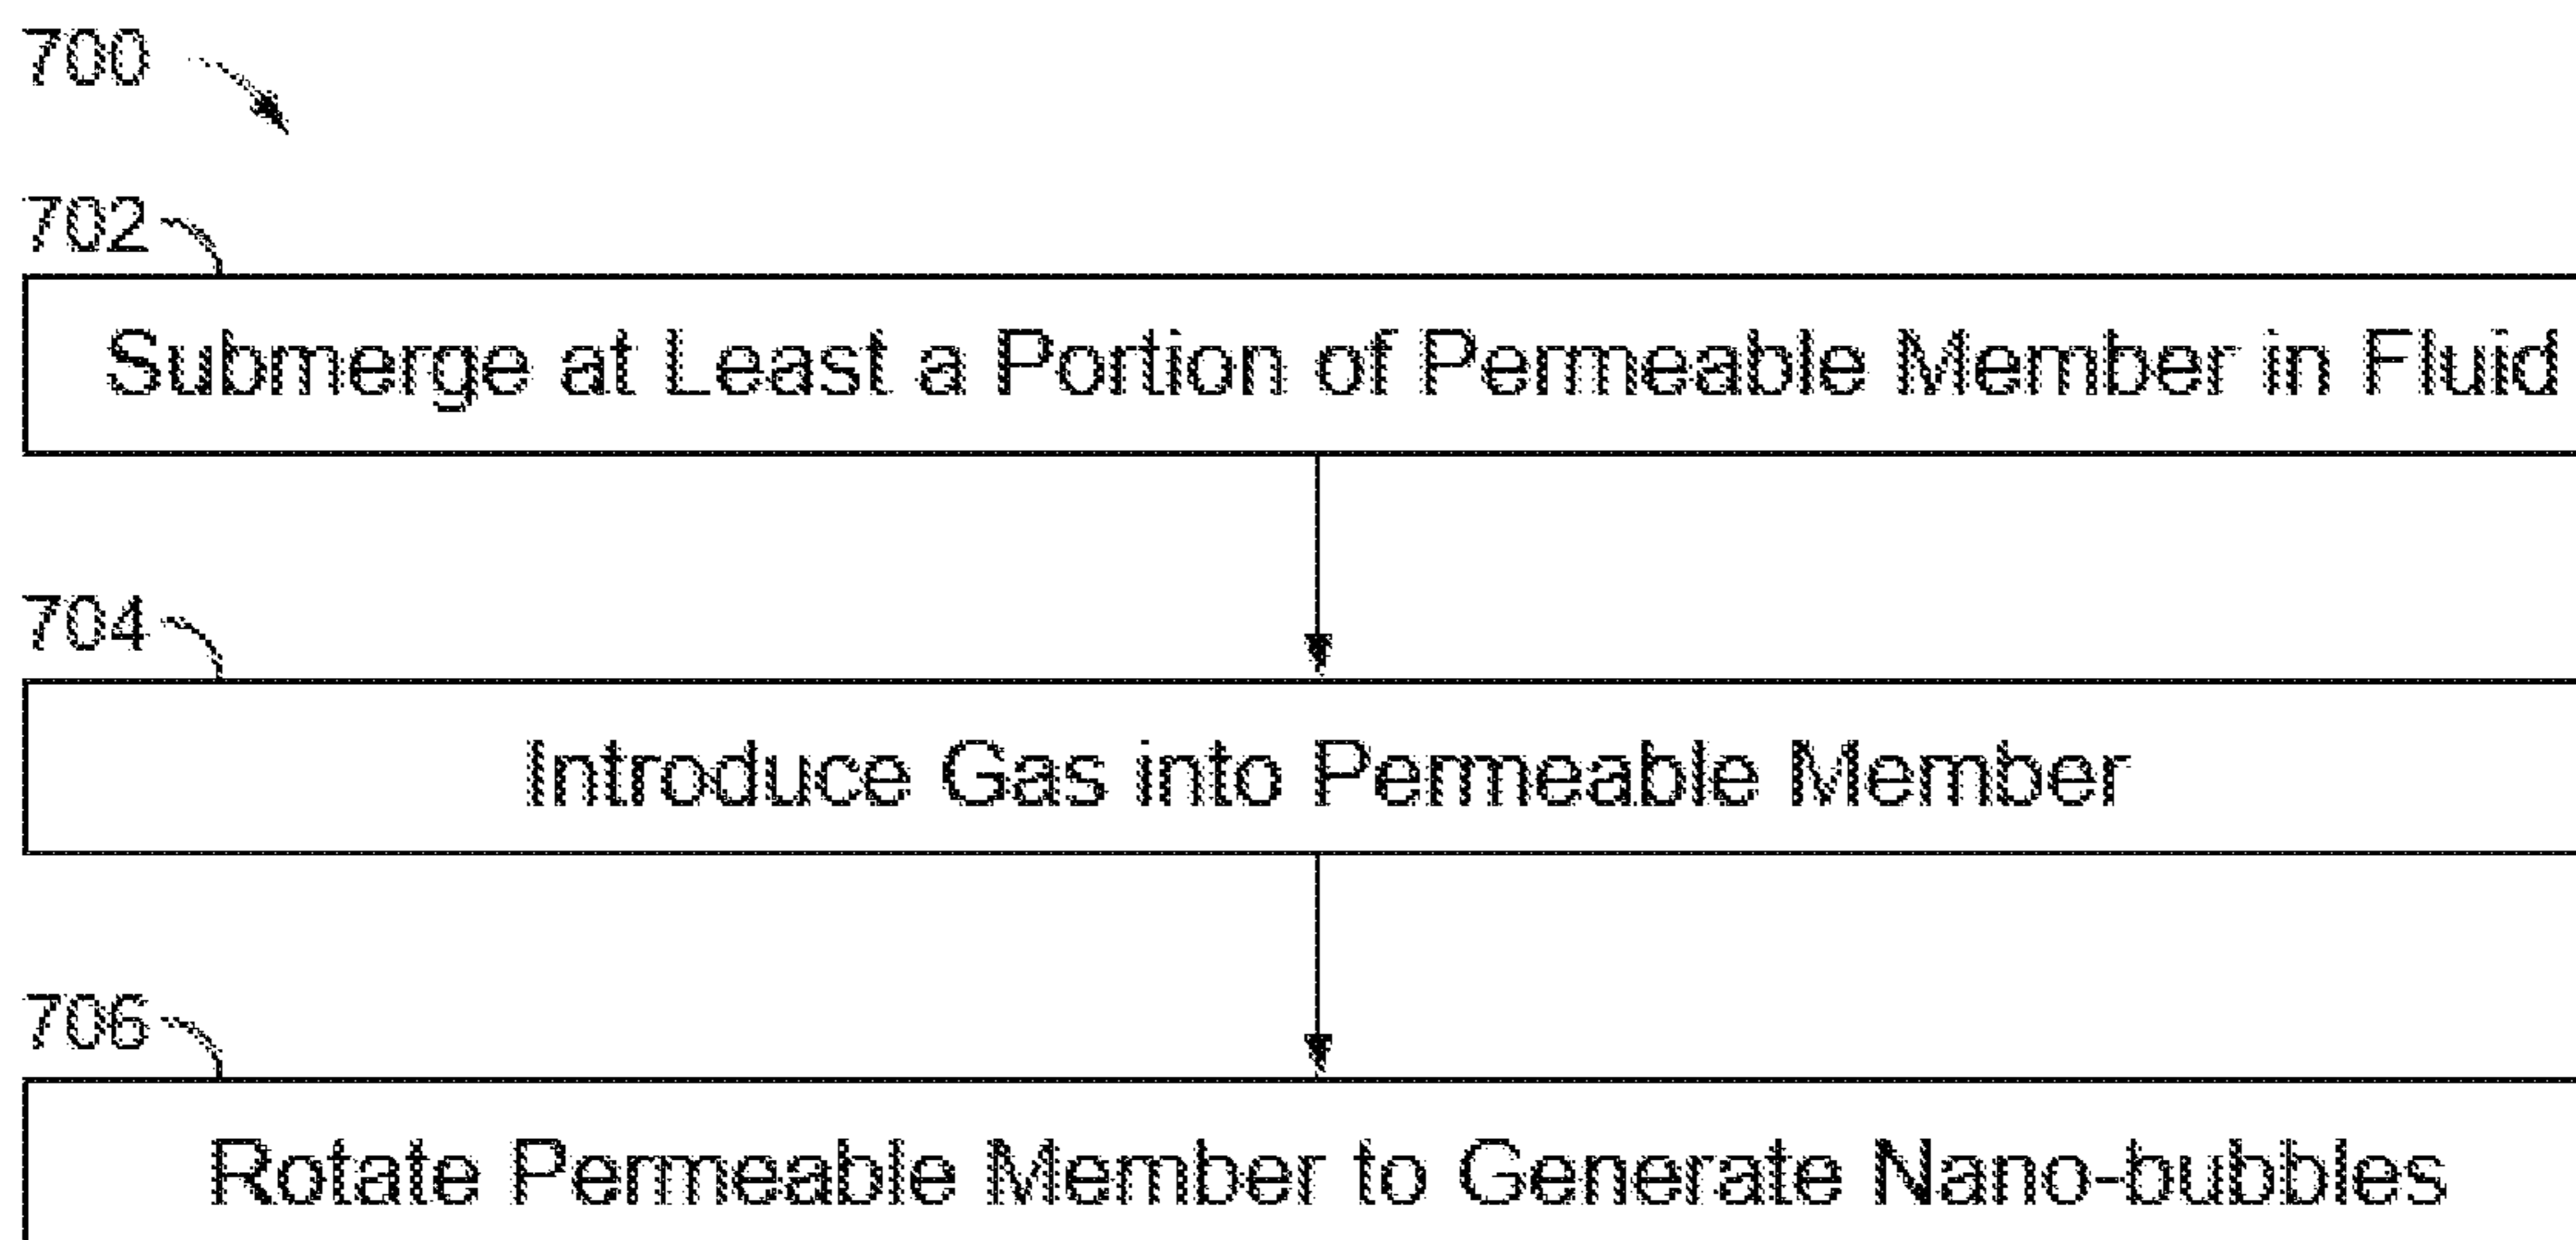 700
702
Submerge at Least a Portion of Permeable Member in Fluid
704
Introduce Gas into Permeable Member
706
Rotate Permeable Member to Generate Nano-bubbles